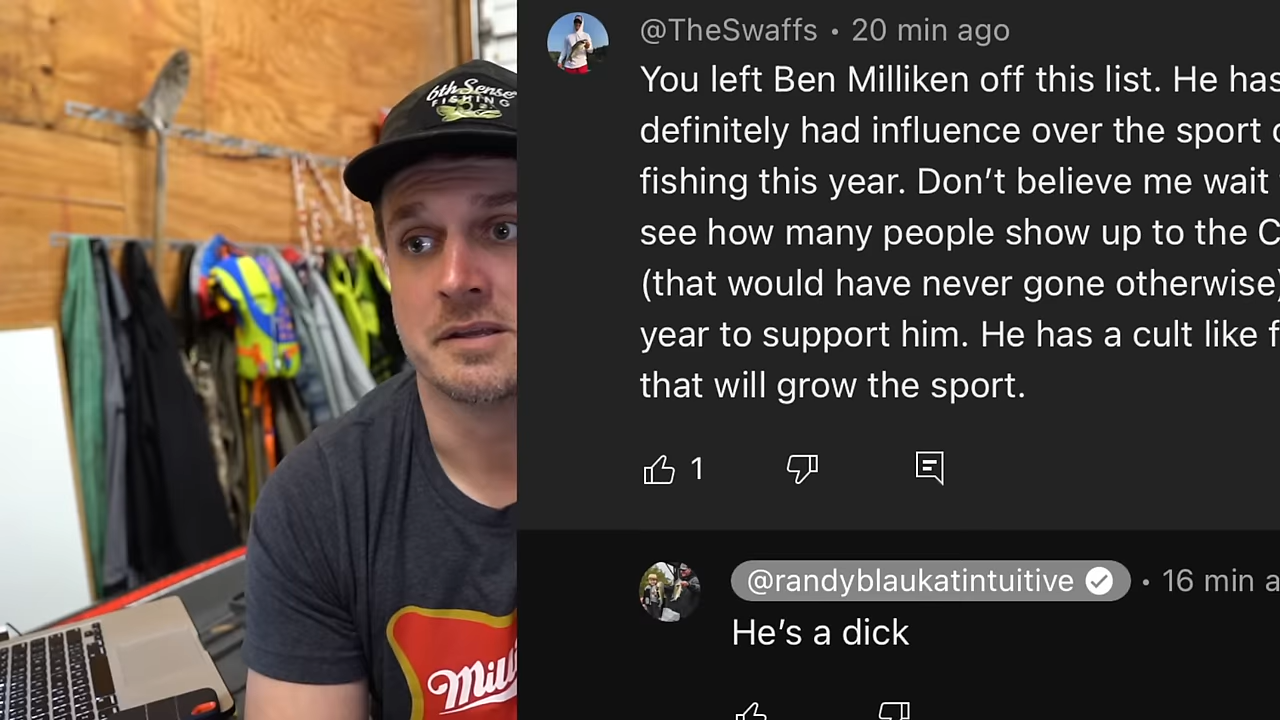 6th Sense
FISHING
@TheSwaffs • 20 min ago
You left Ben Milliken off this list. He has
definitely had influence over the sport
fishing this year. Don’t believe me wait
see how many people show up to the
(that would have never gone otherwise)
year to support him. He has a cult like
that will grow the sport.
1
@randyblaukatintuitive • 16 min
He’s a dick